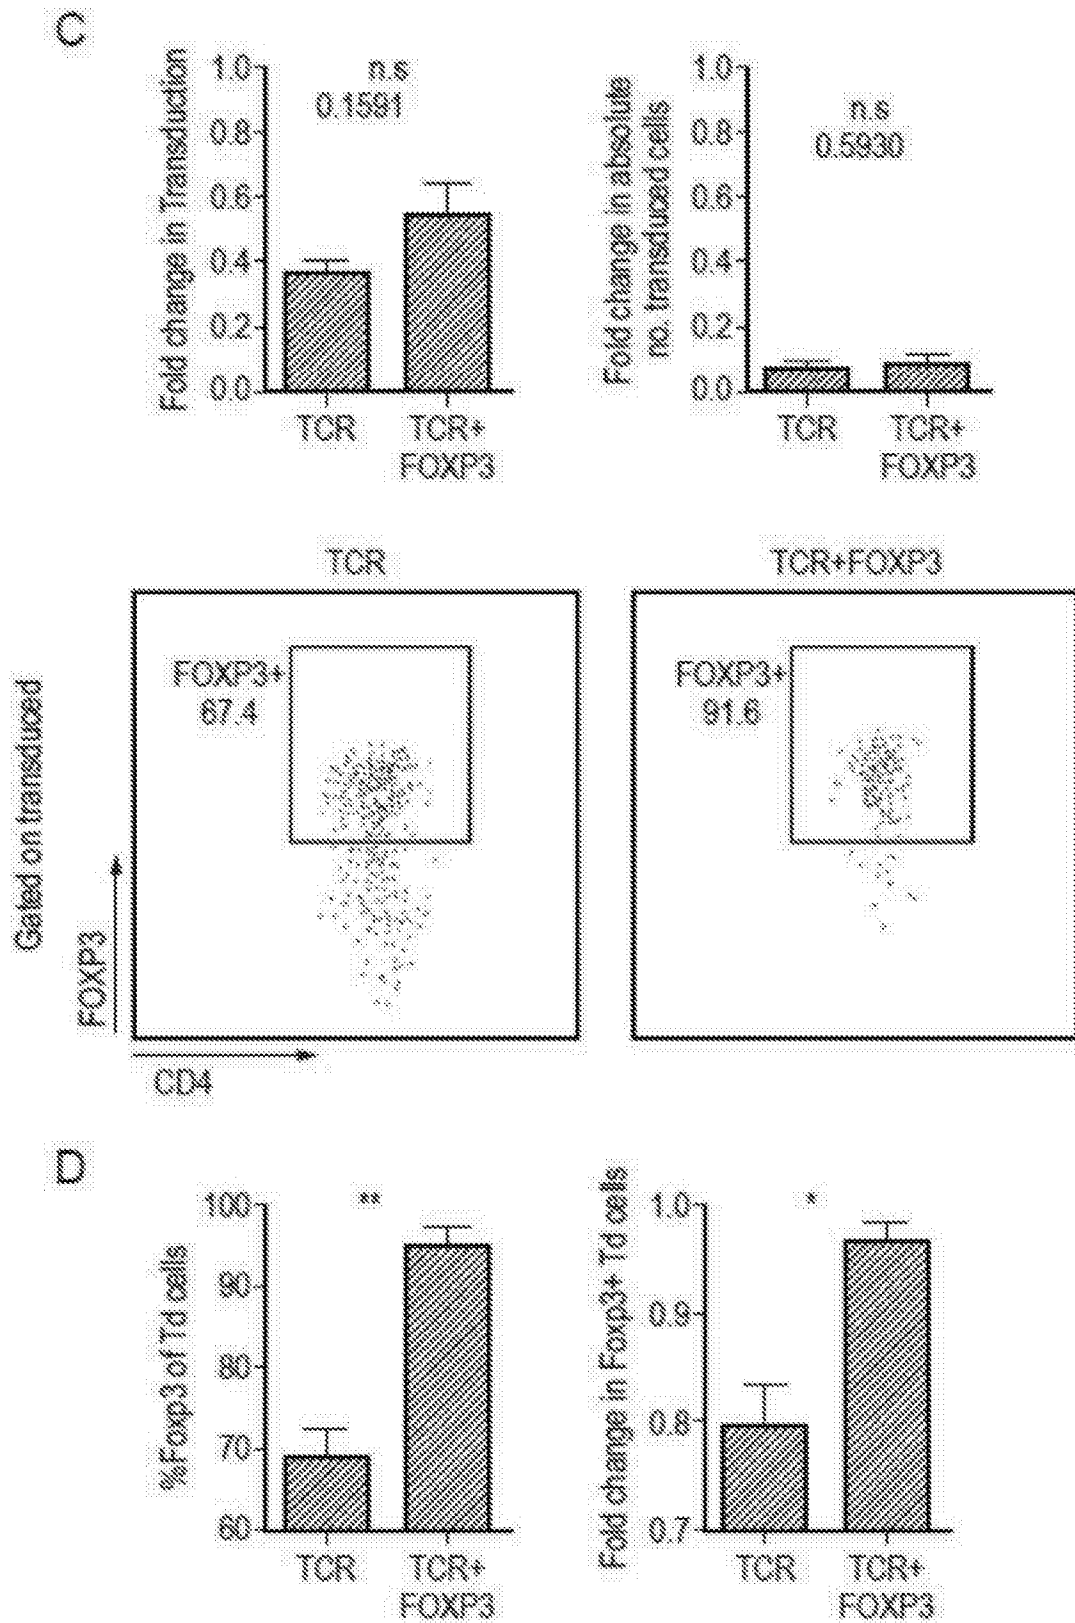 C
Fold change in Transduction
1.0
0.8
0.6
0.4
0.2
0.0
n.s
0.1591
TCR
TCR+
FOXP3
Fold change in absolute
no. transduced cells
1.0
0.8
0.6
0.4
0.2
0.0
n.s
0.5930
TCR
TCR+
FOXP3
Gated on transduced
TCR
FOXP3+
67.4
FOXP3
CD4
TCR+FOXP3
FOXP3+
91.6
D
%Foxp3 of Td cells
100
90
80
70
60
**
TCR
TCR+
FOXP3
Fold change in Foxp3+ Td cells
1.0
0.9
0.8
0.7
*
TCR
TCR+
FOXP3